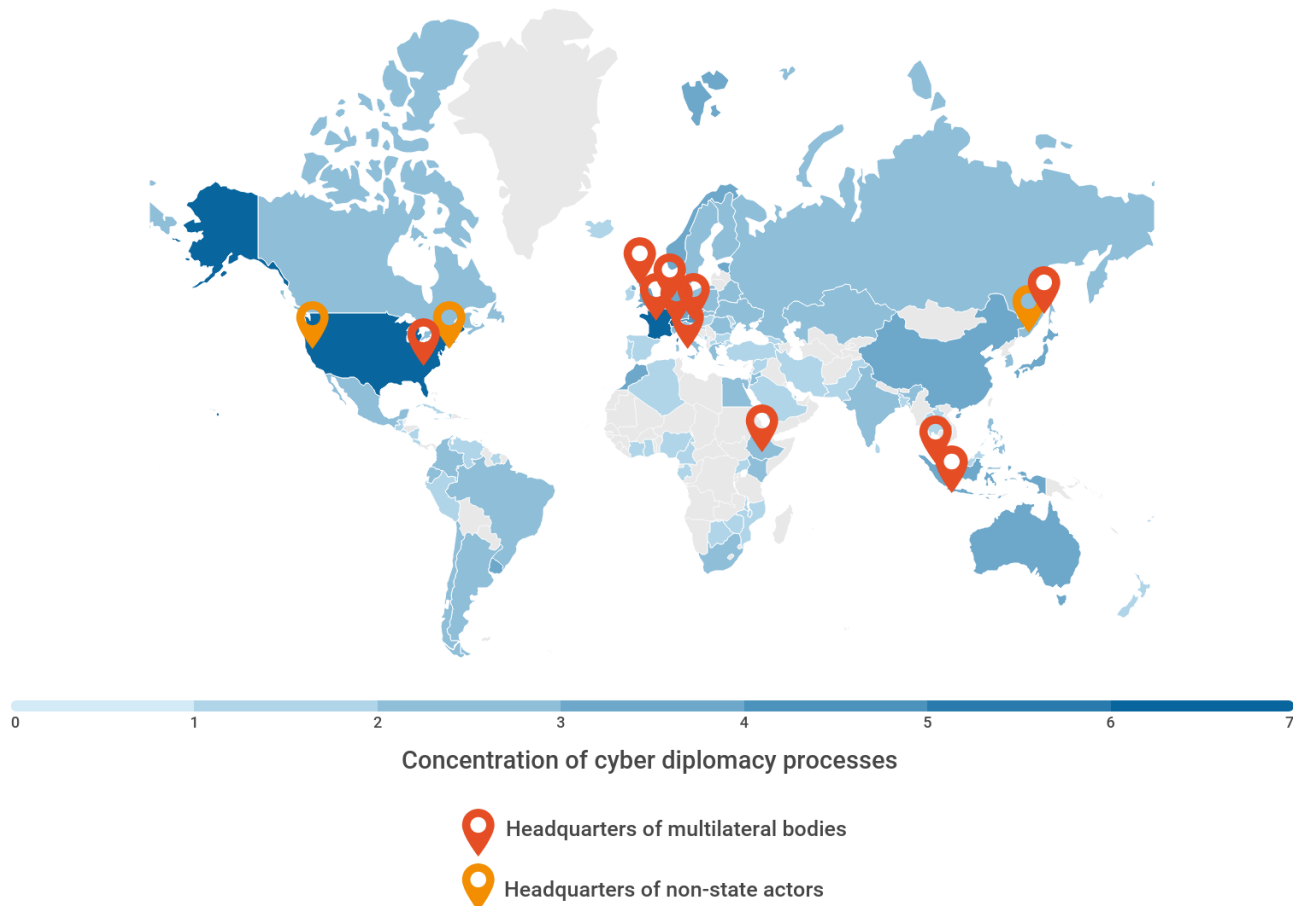 0 1 2 3 4 5 6 7
Concentration of cyber diplomacy processes
Headquarters of multilateral bodies
Headquarters of non-state actors